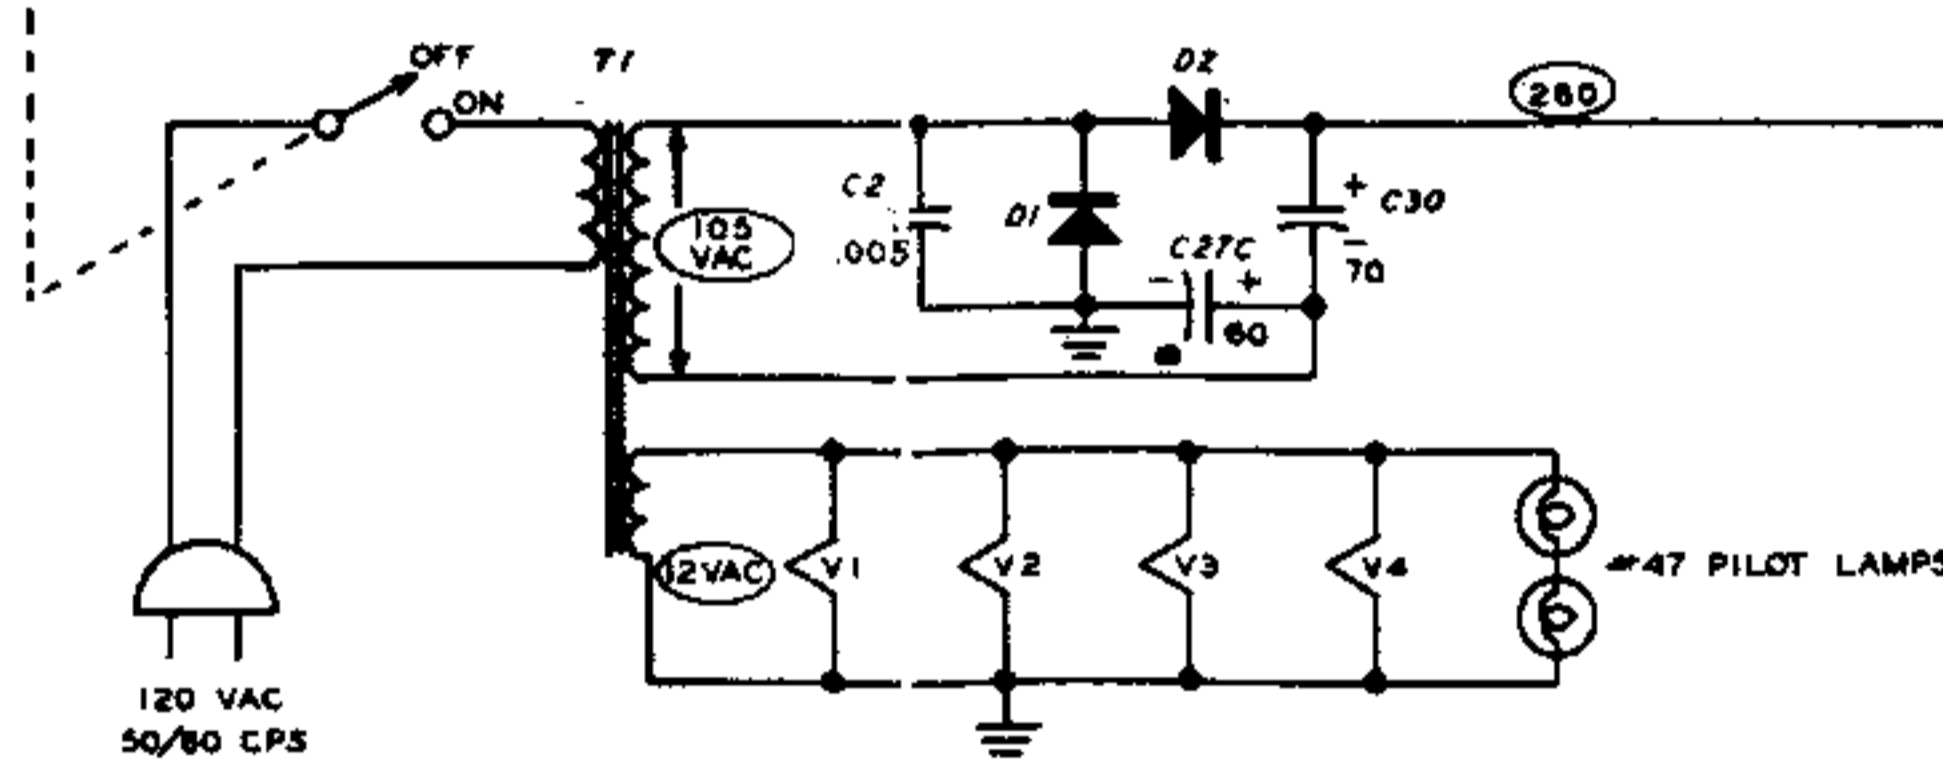 OFF
ON
T1
D2
280
105
VAC
C2
.005
D1
C27C
-
+
60
+
C30
-
70
12VAC
V1
V2
V3
V4
#47 PILOT LAMPS
120 VAC
50/60 CPS